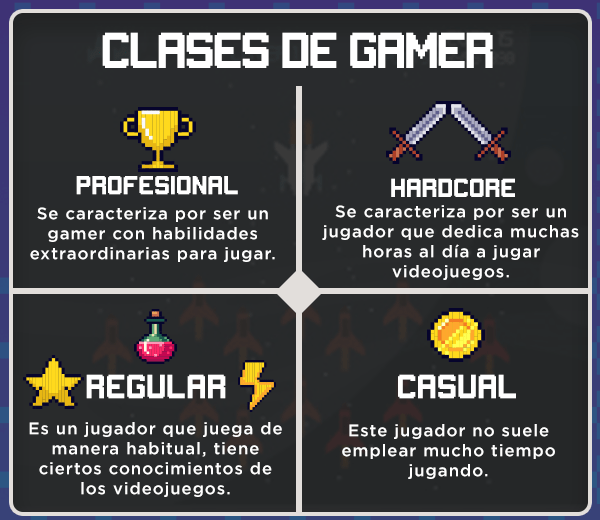 CLASES DE GAMER
PROFESIONAL
Se caracteriza por ser un
gamer con habilidades
extraordinarias para jugar.
HARDCORE
Se caracteriza por ser un
jugador que dedica muchas
horas al día a jugar
videojuegos.
REGULAR
Es un jugador que juega de
manera habitual, tiene
ciertos conocimientos de
los videojuegos.
CASUAL
Este jugador no suele
emplear mucho tiempo
jugando.